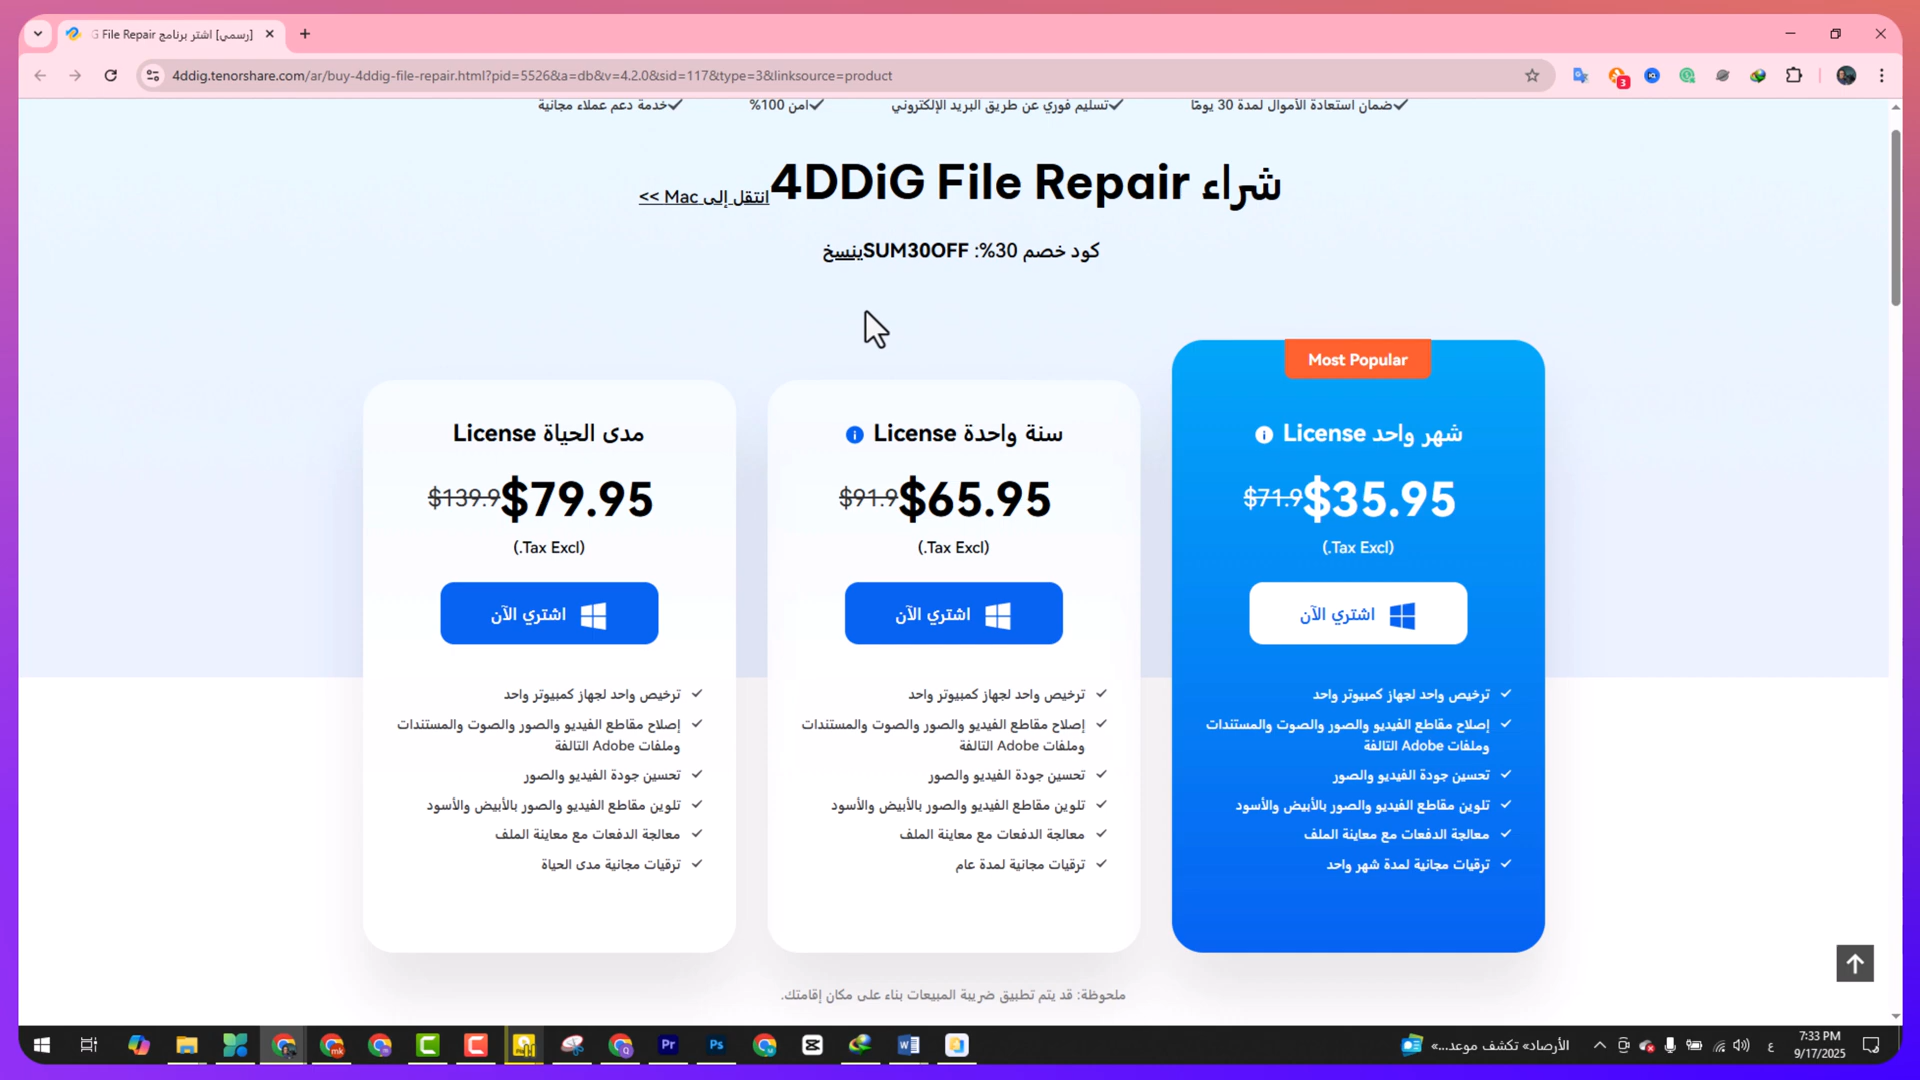 [رسمي] اشتر برنامج G File Repair
4ddig.tenorshare.com/ar/buy-4ddig-file-repair.html?pid=5526&a=db&v=4.2.0&sid=117&type=3&linksource=product
3
ضمان استعادة الأموال لمدة 30 يومًا
تسليم فوري عن طريق البريد الإلكتروني
آمن 100%
خدمة دعم عملاء مجانية
شراء 4DDiG File Repair
انتقل إلى Mac >>
كود خصم 30%: SUM30OFF ينسخ
Most Popular
شهر واحد License
$35.95 $71.9
(Tax Excl.)
اشتري الآن
ترخيص واحد لجهاز كمبيوتر واحد
إصلاح مقاطع الفيديو والصور والصوت والمستندات
وملفات Adobe التالفة
تحسين جودة الفيديو والصور
تلوين مقاطع الفيديو والصور بالأبيض والأسود
معالجة الدفعات مع معاينة الملف
ترقيات مجانية لمدة شهر واحد
سنة واحدة License
$65.95 $91.9
(Tax Excl.)
اشتري الآن
ترخيص واحد لجهاز كمبيوتر واحد
إصلاح مقاطع الفيديو والصور والصوت والمستندات
وملفات Adobe التالفة
تحسين جودة الفيديو والصور
تلوين مقاطع الفيديو والصور بالأبيض والأسود
معالجة الدفعات مع معاينة الملف
ترقيات مجانية لمدة عام
مدى الحياة License
$79.95 $139.9
(Tax Excl.)
اشتري الآن
ترخيص واحد لجهاز كمبيوتر واحد
إصلاح مقاطع الفيديو والصور والصوت والمستندات
وملفات Adobe التالفة
تحسين جودة الفيديو والصور
تلوين مقاطع الفيديو والصور بالأبيض والأسود
معالجة الدفعات مع معاينة الملف
ترقيات مجانية مدى الحياة
ملحوظة: قد يتم تطبيق ضريبة المبيعات بناء على مكان إقامتك.
الأرصاد» تكشف موعد...»
ع
7:33 PM
9/17/2025